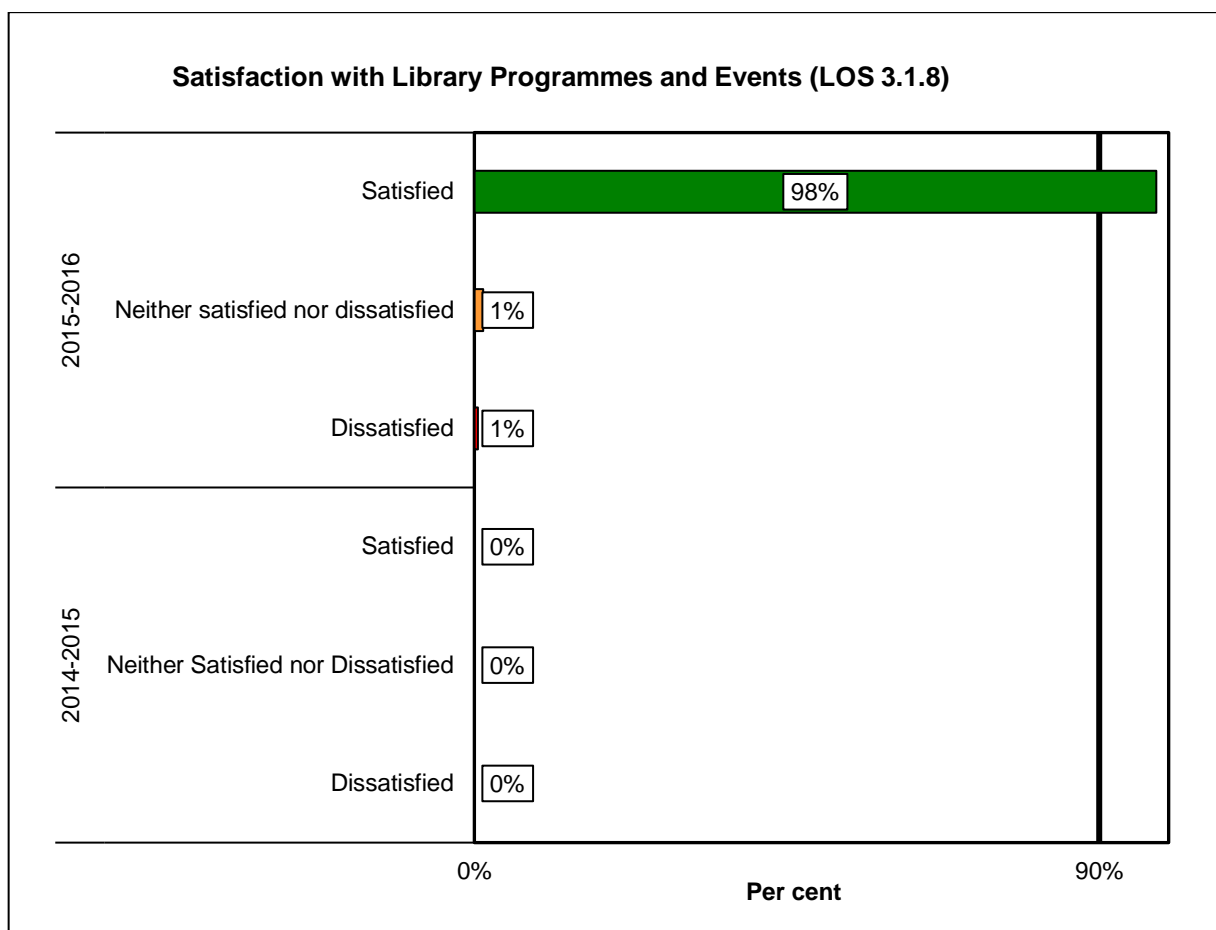 Satisfaction with Library Programmes and Events (LOS 3.1.8)
2015-2016
Satisfied
98%
Neither satisfied nor dissatisfied
1%
Dissatisfied
1%
2014-2015
Satisfied
0%
Neither Satisfied nor Dissatisfied
0%
Dissatisfied
0%
0%
90%
Per cent